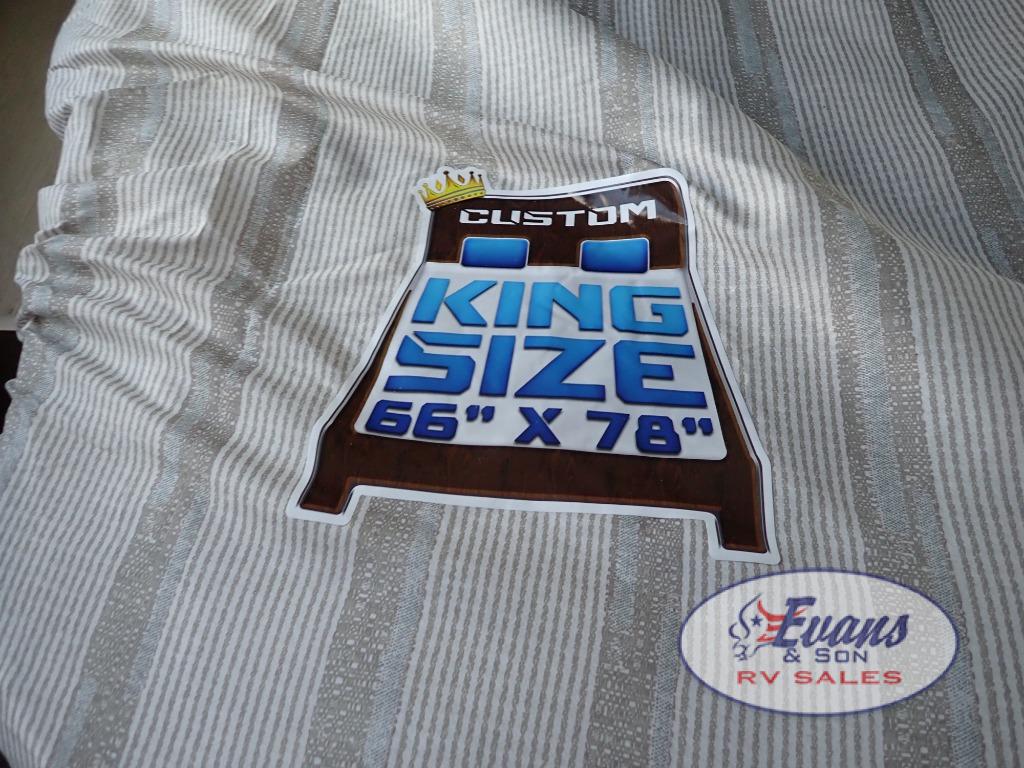 CUSTOM
KING
SIZE
66" X 78"
Evans
& SON
RV SALES